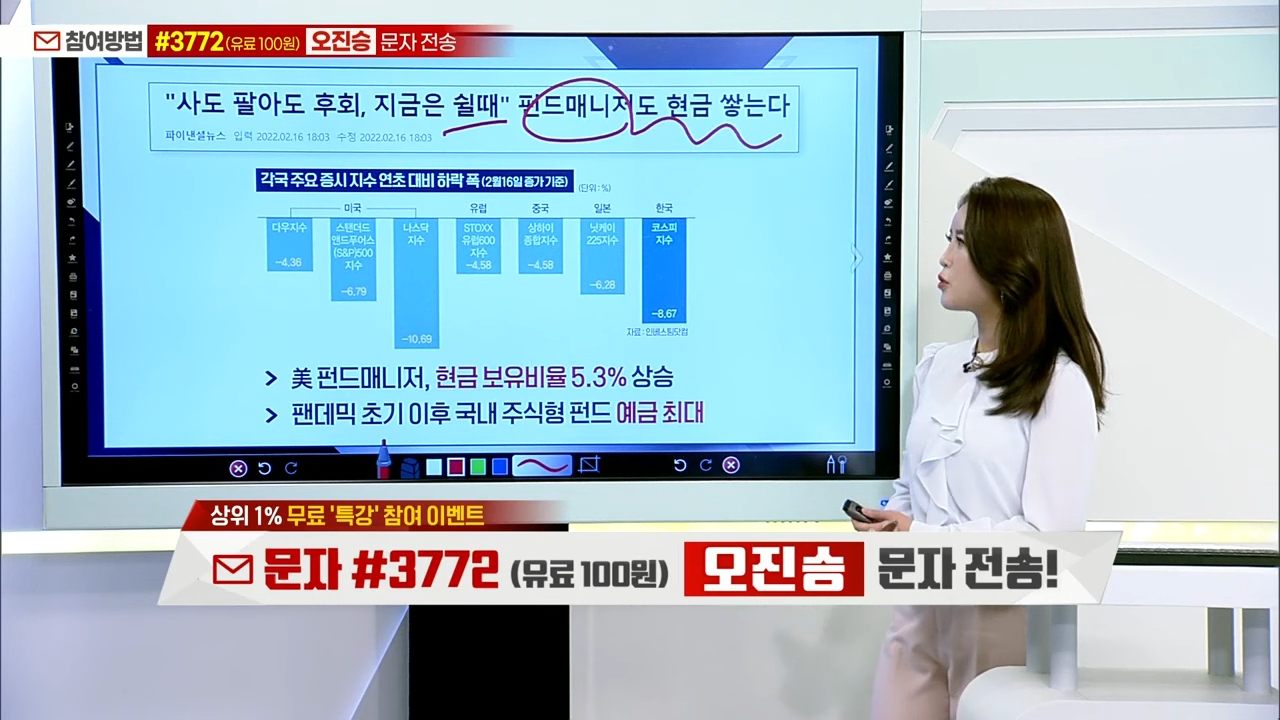 참여방법 #3772 (유료 100원) 오진승 문자 전송
"사도 팔아도 후회, 지금은 쉴때" 펀드매니저도 현금 쌓는다
파이낸셜뉴스 입력 2022.02.16 18:03 수정 2022.02.16 18:03
각국 주요 증시 지수 연초 대비 하락 폭 (2월16일 종가 기준)
(단위 : %)
미국 유럽 중국 일본 한국
다우지수
-4.36
스탠더드
앤드푸어스
(S&P)500
지수
-6.79
나스닥
지수
-10.69
STOXX
유럽600
지수
-4.58
상하이
종합지수
-4.58
닛케이
225지수
-6.28
코스피
지수
-8.67
자료 : 인베스팅닷컴
> 美 펀드매니저, 현금 보유비율 5.3% 상승
> 팬데믹 초기 이후 국내 주식형 펀드 예금 최대
상위 1% 무료 '특강' 참여 이벤트
문자 #3772 (유료 100원) 오진승 문자 전송!